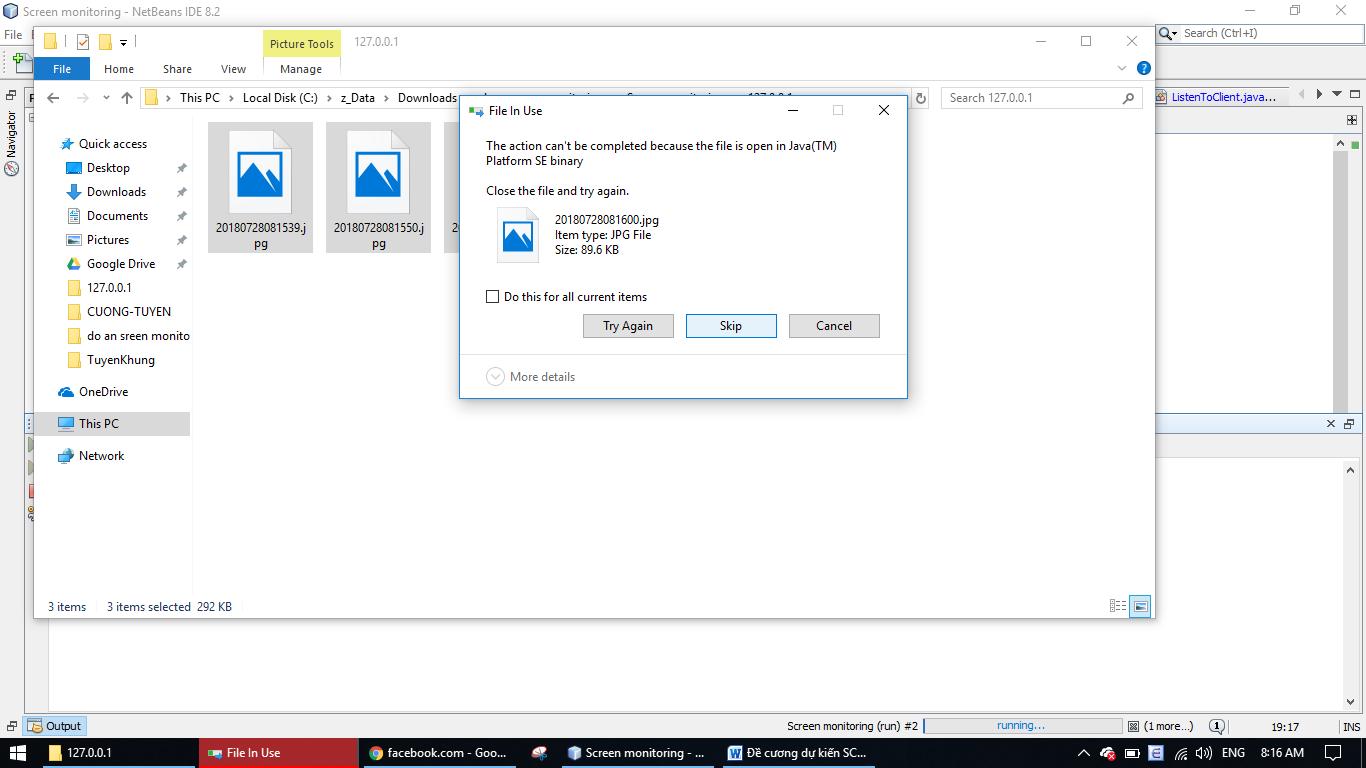 Screen monitoring - NetBeans IDE 8.2
File
Search (Ctrl+I)
Picture Tools
127.0.0.1
File
Home
Share
View
Manage
This PC
Local Disk (C:)
z_Data
Downloads
Search 127.0.0.1
ListenToClient.java...
Navigator
Quick access
Desktop
Downloads
Documents
Pictures
Google Drive
127.0.0.1
CUONG-TUYEN
do an sreen monito
TuyenKhung
OneDrive
This PC
Network
20180728081539.j
pg
20180728081550.j
pg
File In Use
The action can't be completed because the file is open in Java(TM)
Platform SE binary
Close the file and try again.
20180728081600.jpg
Item type: JPG File
Size: 89.6 KB
Do this for all current items
Try Again
Skip
Cancel
More details
3 items
3 items selected 292 KB
Output
Screen monitoring (run) #2
running...
(1 more...)
1
19:17
INS
127.0.0.1
File In Use
facebook.com - Goo...
Screen monitoring - ...
Đề cương dự kiến SC...
ENG
8:16 AM